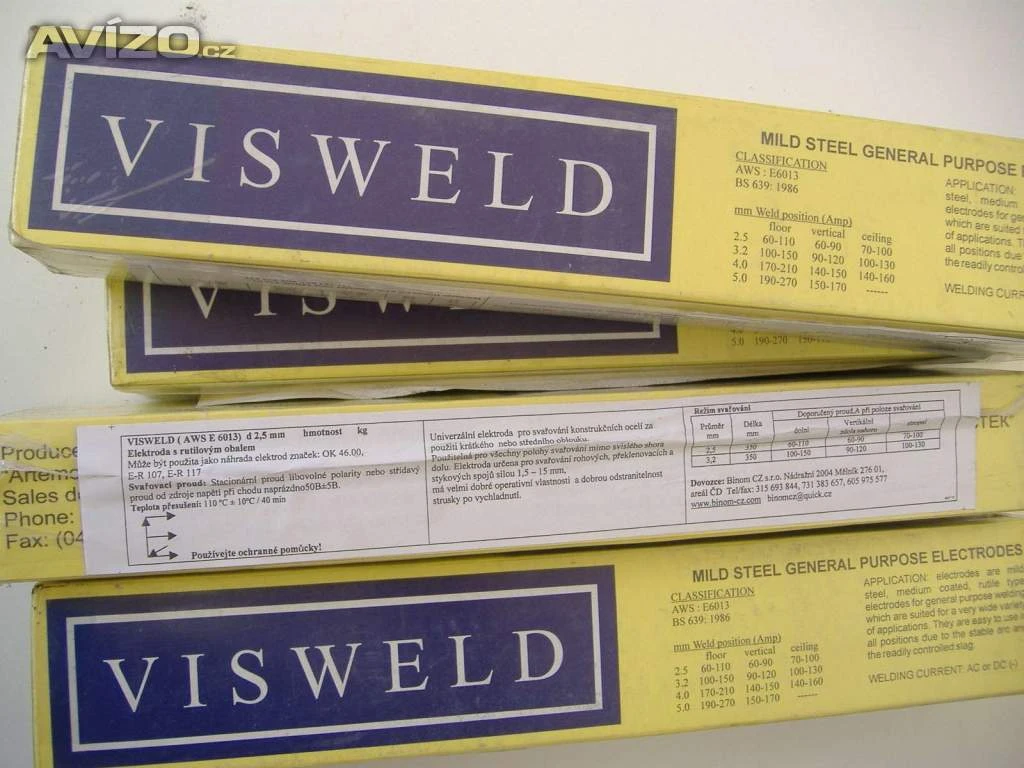 AVÍZO.cz
VISWELD
MILD STEEL GENERAL PURPOSE
CLASSIFICATION
AWS : E6013
BS 639: 1986
mm Weld position (Amp)
floor vertical ceiling
2.5 60-110 60-90 70-100
3.2 100-150 90-120 100-130
4.0 170-210 140-150 140-160
5.0 190-270 150-170 ------
APPLICATION:
steel, medium
electrodes for
which are suited
of applications.
all positions due
the readily
WELDING
VISWELD
5.0 190-270
Produce
"Artem
Sales d
Phone:
Fax: (04
VISWELD ( AWS E 6013) d 2,5 mm hmotnost kg
Elektroda s rutilovým obalem
Může být použita jako náhrada elektrod značek: OK 46.00,
E-R 107, E-R 117
Svařovací proud: Stacionární proud libovolné polarity nebo střídavý
proud od zdroje napětí při chodu naprázdno50B±5B.
Teplota přesušení: 110 °C ± 10°C / 40 min
Používejte ochranné pomůcky!
Univerzální elektroda pro svařování konstrukčních ocelí za
použití krátkého nebo středního oblouku.
Použitelná pro všechny polohy svařování mimo svislého shora
dolu. Elektroda určena pro svařování rohových, překlenovacích a
stykových spojů silou 1,5 – 15 mm,
má velmi dobré operativní vlastnosti a dobrou odstranitelnost
strusky po vychladnutí.
Režim svařování
Průměr mm Délka mm Doporučený proud,A při poloze svařování
dolní Vertikální stropní
2,5 350 60-110 60-90 70-100
3,2 350 100-150 90-120 100-130
Dovozce: Binom CZ s.r.o. Nádražní 2004 Mělník 276 01,
areál ČD Tel/fax: 315 693 844, 731 383 657, 605 975 577
www.binom-cz.com binomcz@quick.cz
TEK"
VISWELD
MILD STEEL GENERAL PURPOSE ELECTRODES
CLASSIFICATION
AWS : E6013
BS 639: 1986
mm Weld position (Amp)
floor vertical ceiling
2.5 60-110 60-90 70-100
3.2 100-150 90-120 100-130
4.0 170-210 140-150 140-160
5.0 190-270 150-170 ------
APPLICATION: electrodes are mild
steel, medium coated, rutile type
electrodes for general purpose welding
which are suited for a very wide variet
of applications. They are easy to use i
all positions due to the stable arc and
the readily controlled slag.
WELDING CURRENT: AC or DC (-)